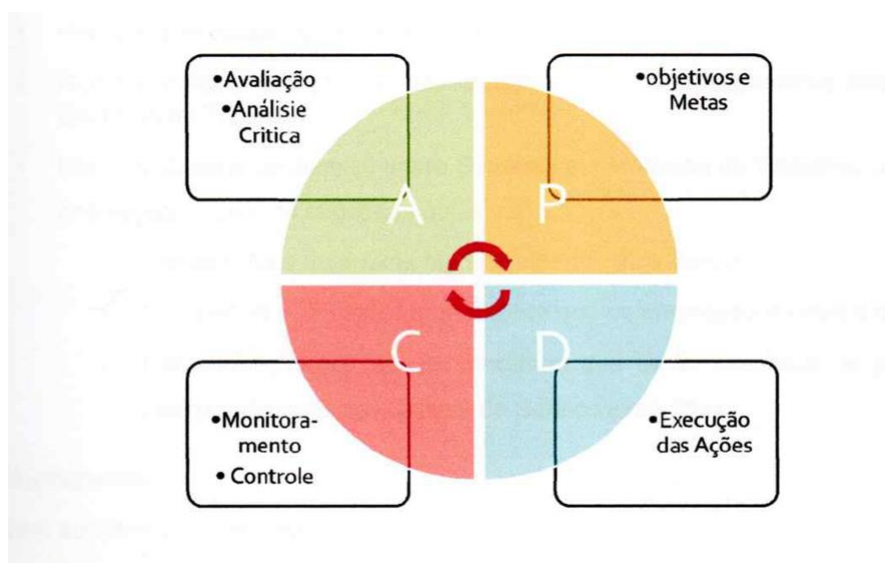 •Avaliação
•Análisie
Critica
•objetivos e
Metas
A
P
C
D
•Monitora-
mento
• Controle
•Execução
das Ações